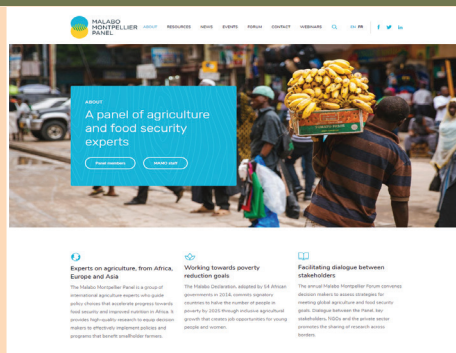 MALABO
MONTPELLIER
PANEL
ABOUT RESOURCES NEWS EVENTS FORUM CONTACT WEBINARS EN FR
ABOUT
A panel of agriculture
and food security
experts
Panel members MAMO staff
Experts on agriculture, from Africa,
Europe and Asia
The Malabo Montpellier Panel is a group of
international agriculture experts who guide
policy choices that accelerate progress towards
food security and improved nutrition in Africa. It
provides high-quality research to equip decision
makers to effectively implement policies and
programs that benefit smallholder farmers.
Working towards poverty
reduction goals
The Malabo Declaration, adopted by 54 African
governments in 2014, commits signatory
countries to halve the number of people in
poverty by 2025 through inclusive agricultural
growth that creates job opportunities for young
people and women.
Facilitating dialogue between
stakeholders
The annual Malabo Montpellier Forum convenes
decision makers to assess strategies for
meeting global agriculture and food security
goals. Dialogue between the Panel, key
stakeholders, NGOs and the private sector
promotes the sharing of research across
borders.